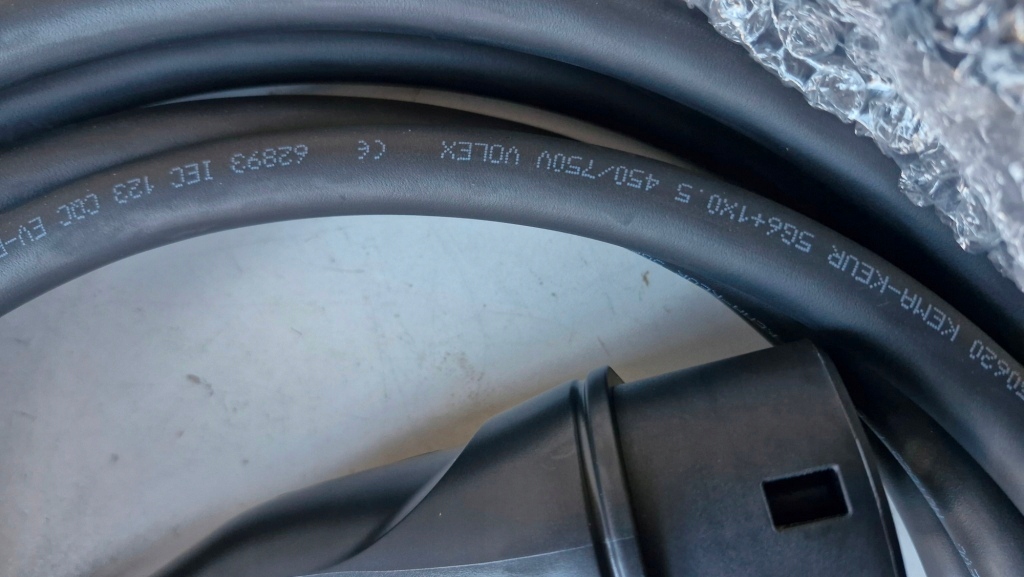 KEMA-KEUR 5G6+1X0.5 450/750V VOLEX CE 62893 IEC 123 CQC